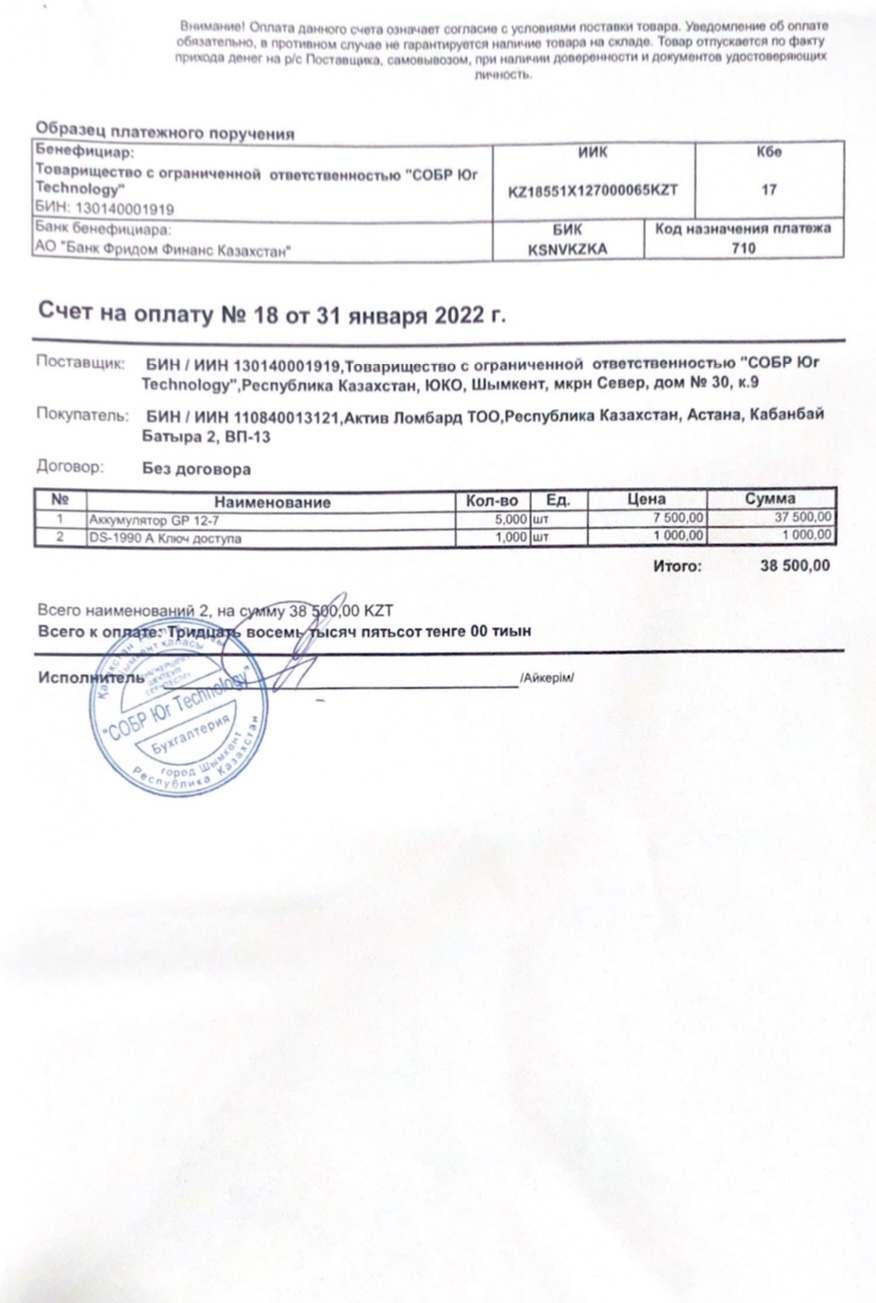 Внимание! Оплата данного счета означает согласие с условиями поставки товара. Уведомление об оплате
обязательно, в противном случае не гарантируется наличие товара на складе. Товар отпускается по факту
прихода денег на р/с Поставщика, самовывозом, при наличии доверенности и документов удостоверяющих
личность.
Образец платежного поручения
Бенефициар: ИИК Кбе
Товарищество с ограниченной ответственностью "СОБР Юг
Technology" KZ18551X127000065KZT 17
БИН: 130140001919
Банк бенефициара: БИК Код назначения платежа
АО "Банк Фридом Финанс Казахстан" KSNVKZKA 710
Счет на оплату № 18 от 31 января 2022 г.
Поставщик: БИН / ИИН 130140001919,Товарищество с ограниченной ответственностью "СОБР Юг
Technology",Республика Казахстан, ЮКО, Шымкент, мкрн Север, дом № 30, к.9
Покупатель: БИН / ИИН 110840013121,Актив Ломбард ТОО,Республика Казахстан, Астана, Кабанбай
Батыра 2, ВП-13
Договор: Без договора
№ Наименование Кол-во Ед. Цена Сумма
1 Аккумулятор GP 12-7 5,000 шт 7 500,00 37 500,00
2 DS-1990 А Ключ доступа 1,000 шт 1 000,00 1 000,00
Итого: 38 500,00
Всего наименований 2, на сумму 38 500,00 KZT
Всего к оплате: Тридцать восемь тысяч пятьсот тенге 00 тиын
Исполнитель /Айкерім/
"СОБР Юг Technology"
Бухгалтерия
город Шымкент
Республика Казахстан